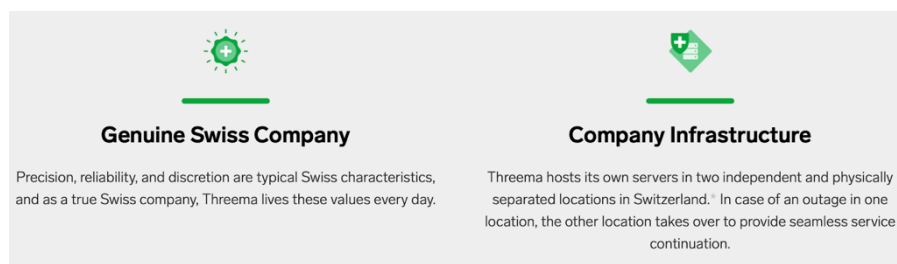 Genuine Swiss Company
Precision, reliability, and discretion are typical Swiss characteristics,
and as a true Swiss company, Threema lives these values every day.
Company Infrastructure
Threema hosts its own servers in two independent and physically
separated locations in Switzerland.* In case of an outage in one
location, the other location takes over to provide seamless service
continuation.